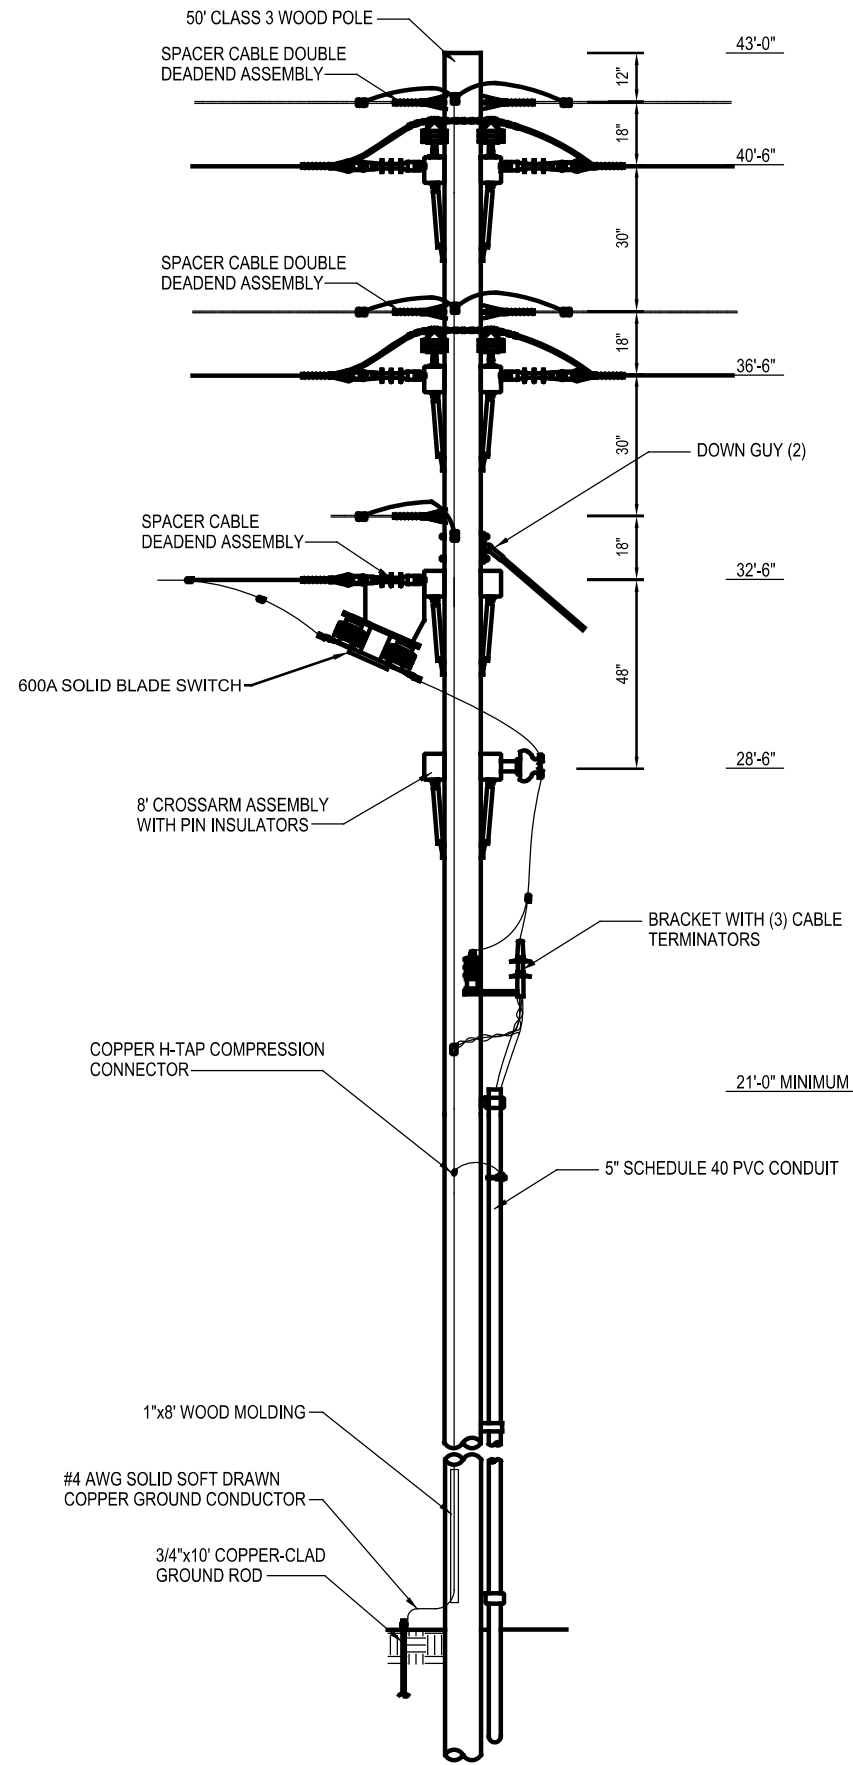 50' CLASS 3 WOOD POLE
43'-0"
SPACER CABLE DOUBLE
DEADEND ASSEMBLY
12"
18"
40'-6"
30"
SPACER CABLE DOUBLE
DEADEND ASSEMBLY
18"
36'-6"
30"
DOWN GUY (2)
SPACER CABLE
DEADEND ASSEMBLY
18"
32'-6"
600A SOLID BLADE SWITCH
48"
28'-6"
8' CROSSARM ASSEMBLY
WITH PIN INSULATORS
BRACKET WITH (3) CABLE
TERMINATORS
COPPER H-TAP COMPRESSION
CONNECTOR
21'-0" MINIMUM
5" SCHEDULE 40 PVC CONDUIT
1"x8' WOOD MOLDING
#4 AWG SOLID SOFT DRAWN
COPPER GROUND CONDUCTOR
3/4"x10' COPPER-CLAD
GROUND ROD